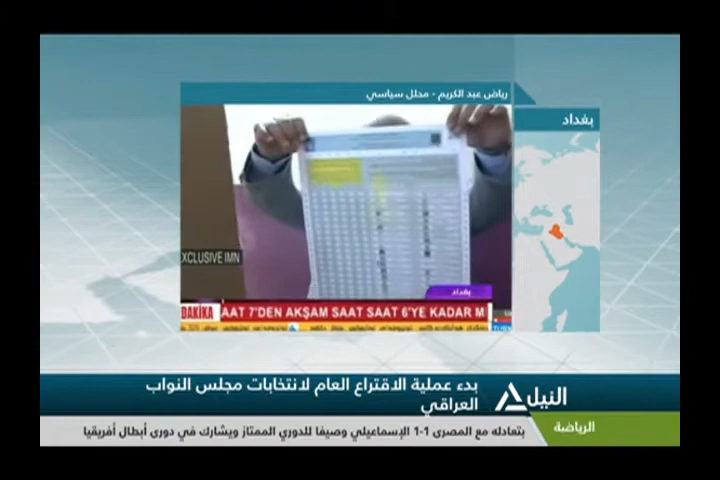 رياض عبد الكريم - محلل سياسي
بغداد
EXCLUSIVE IMN
بغداد
DAKİKA
AAT 7'DEN AKŞAM SAAT SAAT 6'YE KADAR M
بدء عملية الاقتراع العام لانتخابات مجلس النواب
العراقي
النيل
الرياضة
بتعادله مع المصرى 1-1 الإسماعيلي وصيفا للدوري الممتاز ويشارك في دورى أبطال أفريقيا